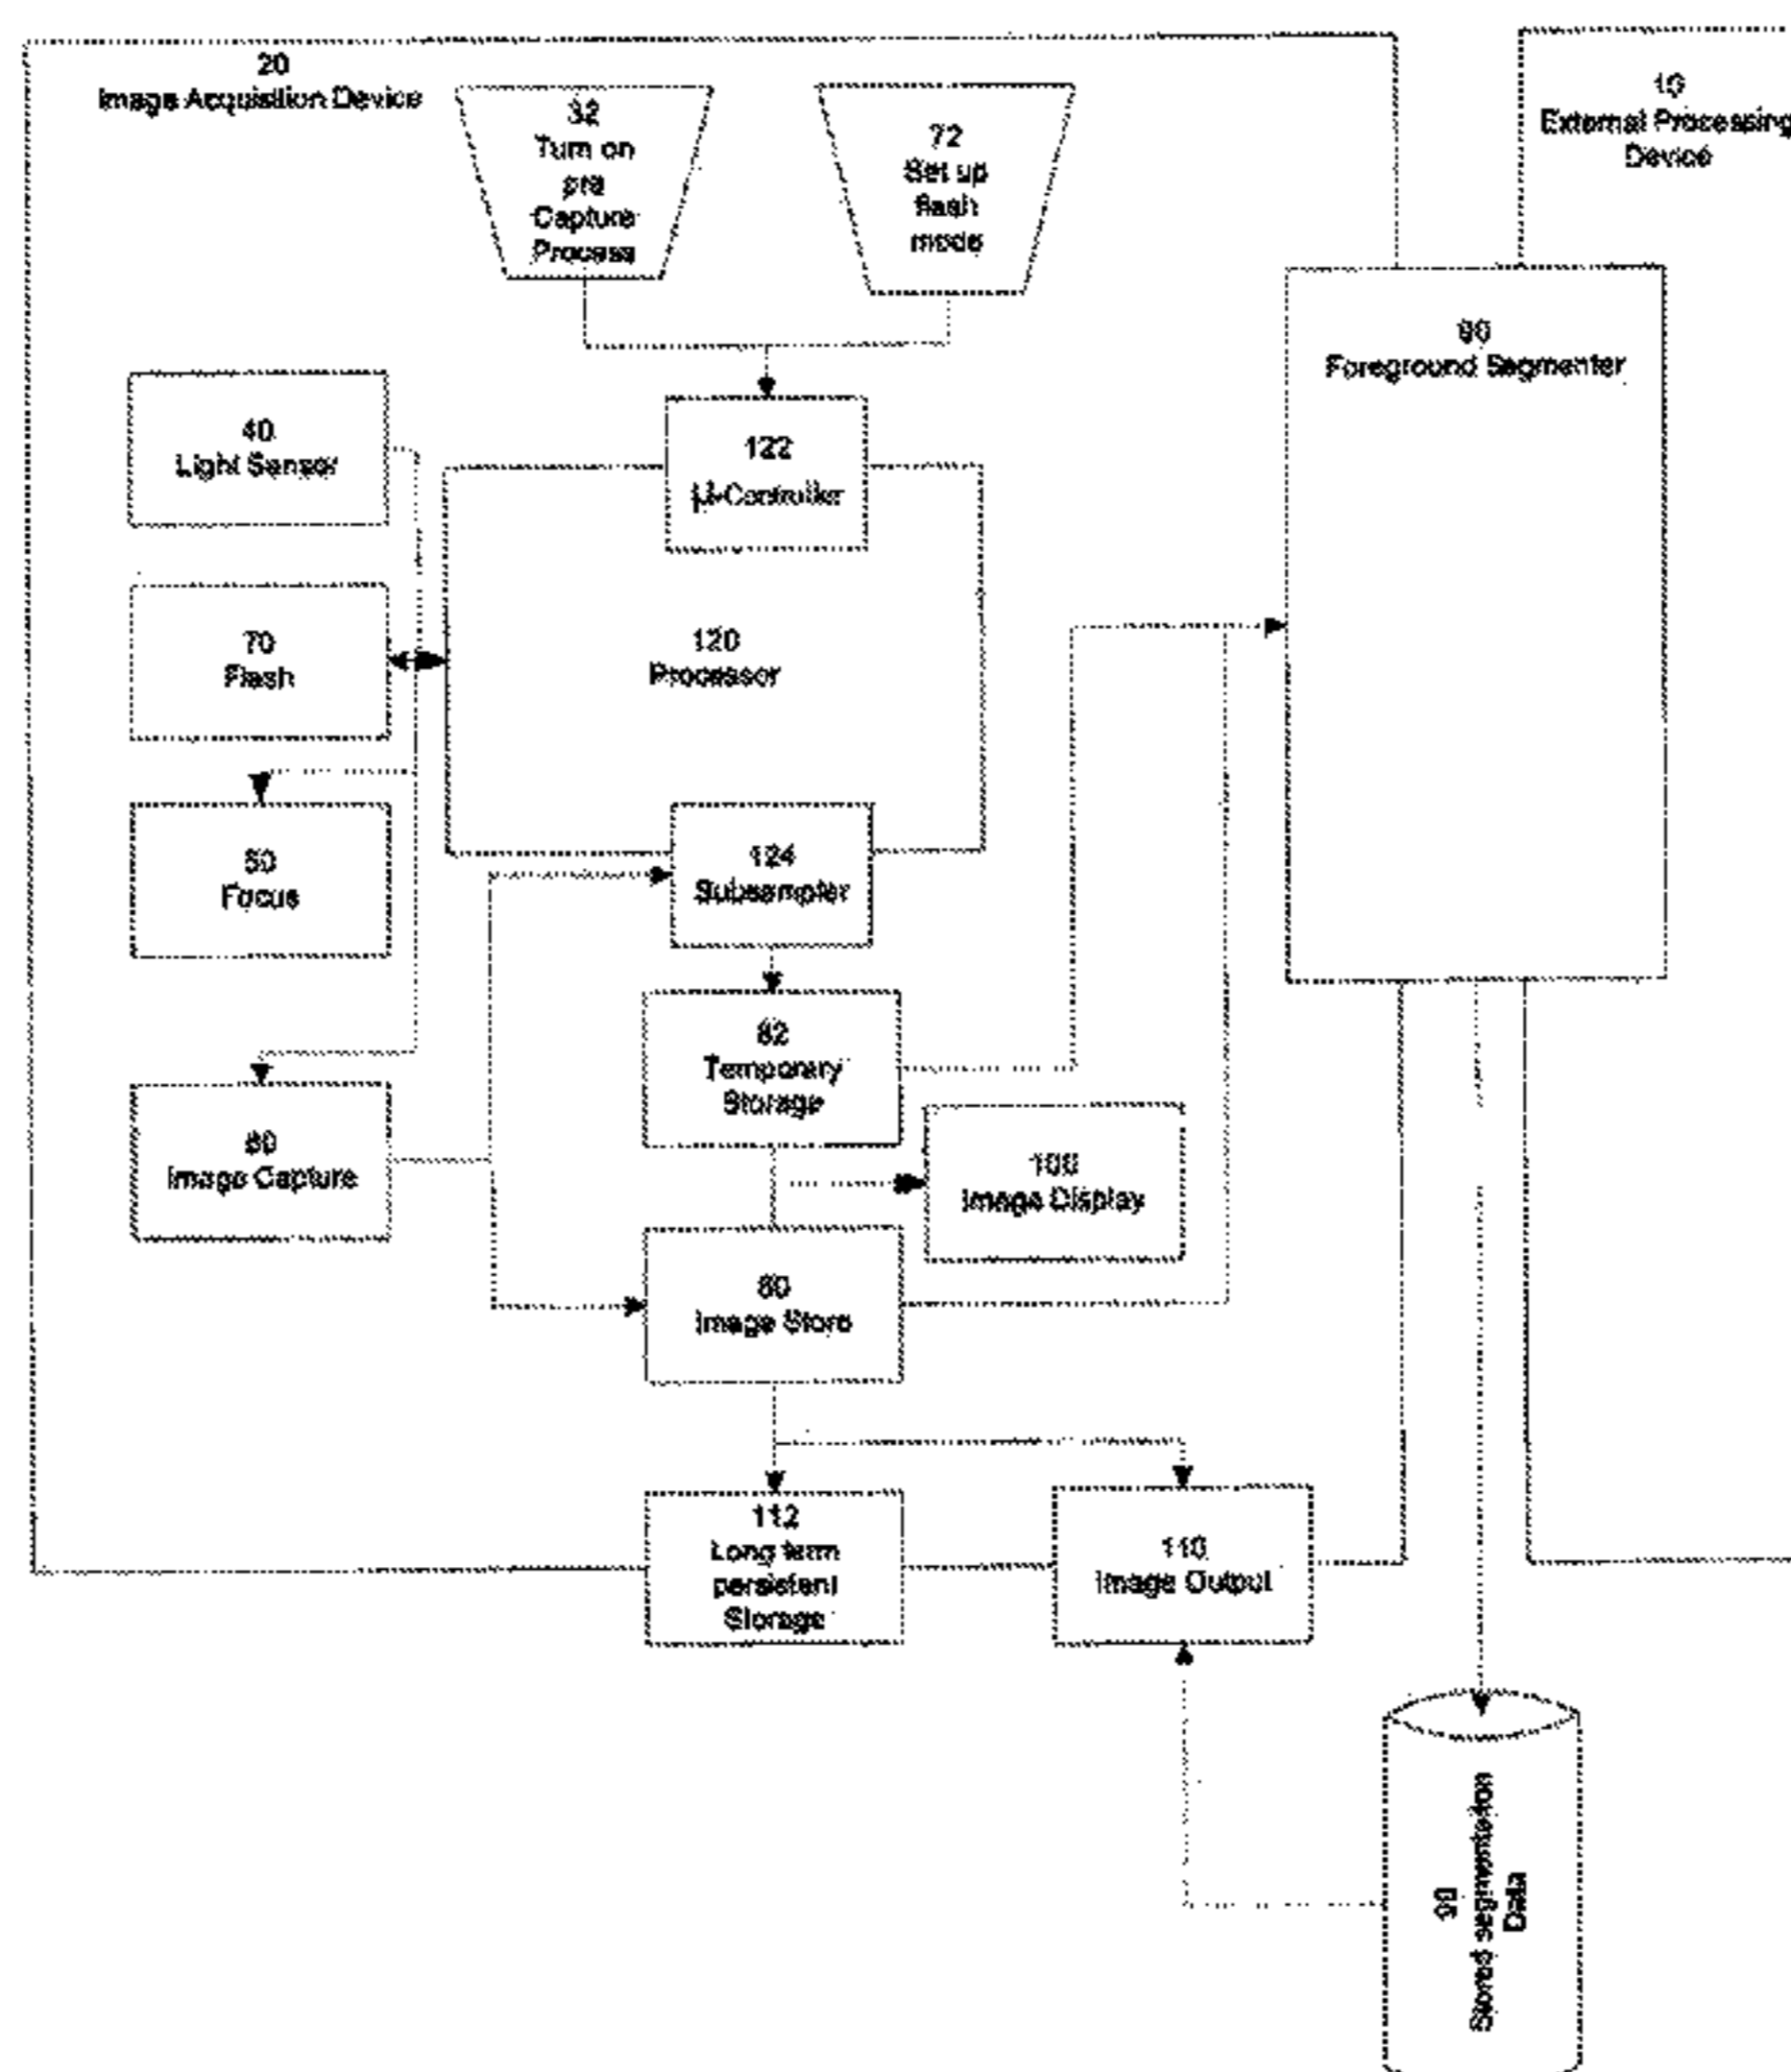 20
Image Acquisition Device
32
Turn on
pre
Capture
Process
72
Set up
flash
mode
10
External Processing
Device
90
Foreground Segmenter
40
Light Sensor
122
µ-Controller
70
Flash
120
Processor
50
Focus
124
Subsampler
82
Temporary
Storage
60
Image Capture
100
Image Display
80
Image Store
112
Long term
persistent
Storage
110
Image Output
99
Stored segmentation
Data